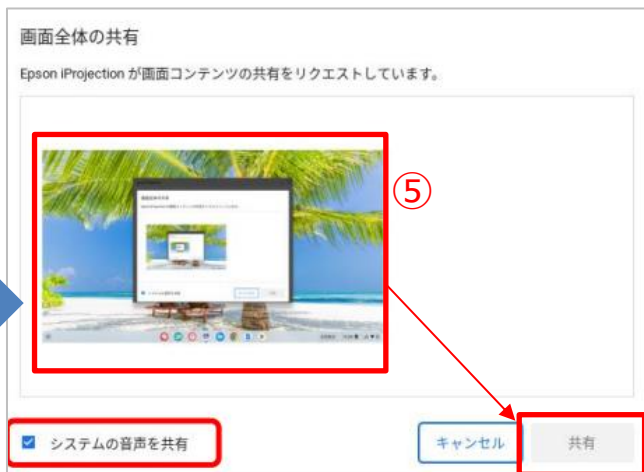 画面全体の共有
Epson iProjection が画面コンテンツの共有をリクエストしています。
⑤
システムの音声を共有
キャンセル
共有